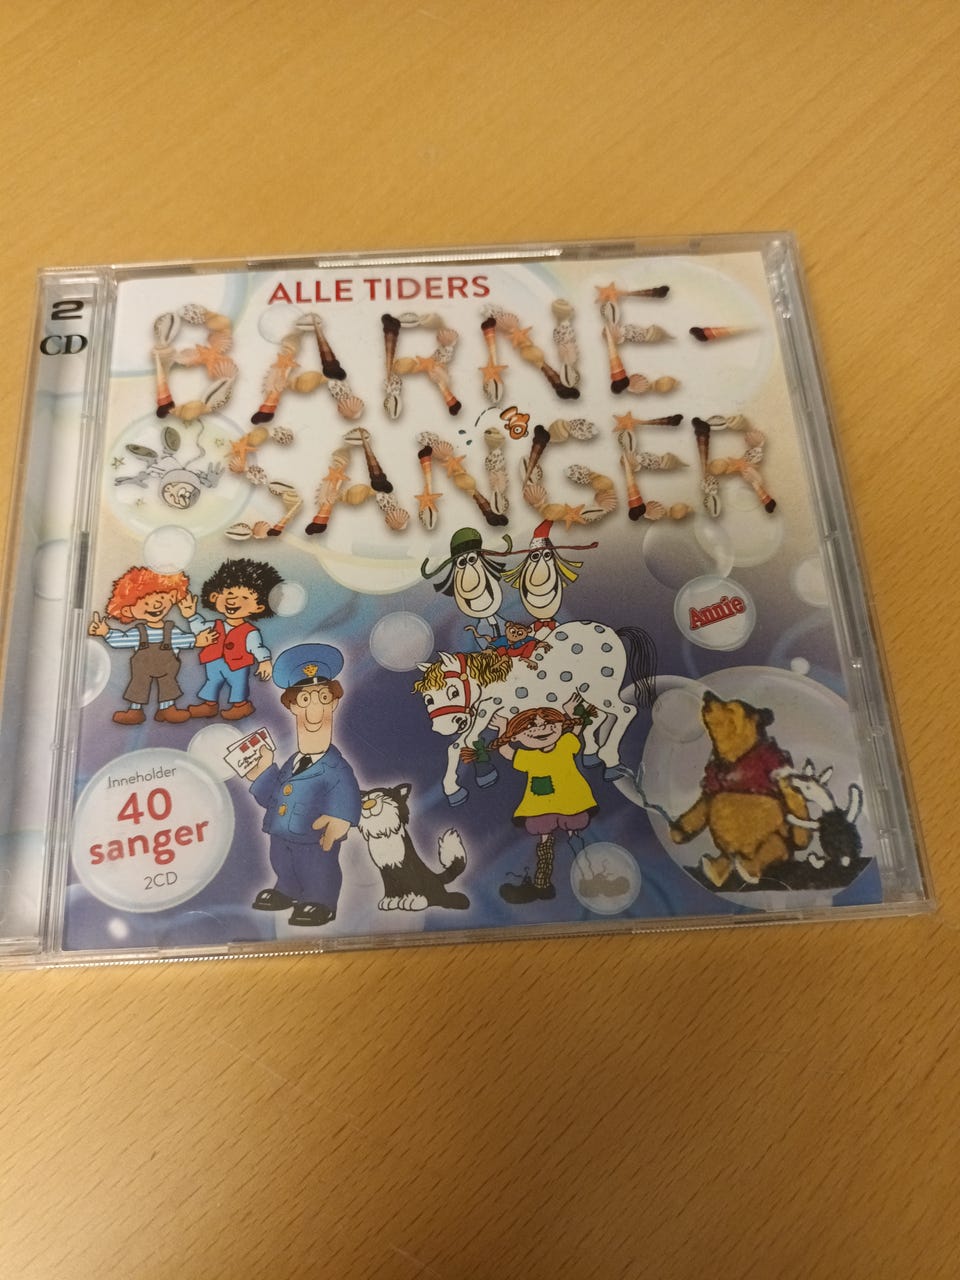 2
CD
ALLE TIDERS
BARNE-
SANGER
Annie
Inneholder
40
sanger
2CD